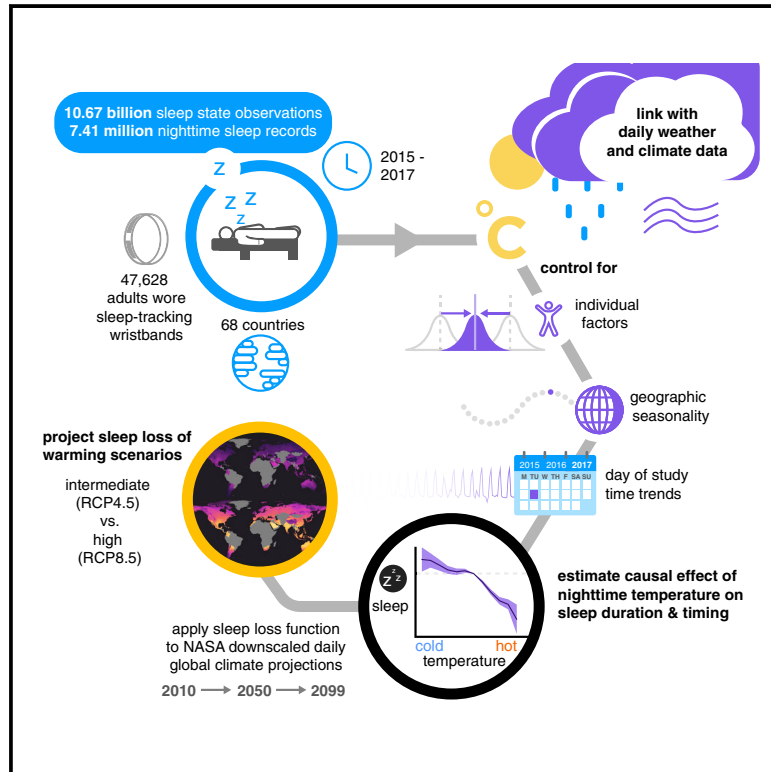 10.67 billion sleep state observations
7.41 million nighttime sleep records
z
z
z
z
z
2015 -
2017
link with
daily weather
and climate data
47,628
adults wore
sleep-tracking
wristbands
68 countries
control for
individual
factors
geographic
seasonality
project sleep loss of
warming scenarios
intermediate
(RCP4.5)
vs.
high
(RCP8.5)
2015 2016 2017
M TU W TH F SA SU
day of study
time trends
z z z
sleep
cold hot
temperature
estimate causal effect of
nighttime temperature on
sleep duration & timing
apply sleep loss function
to NASA downscaled daily
global climate projections
2010 2050 2099